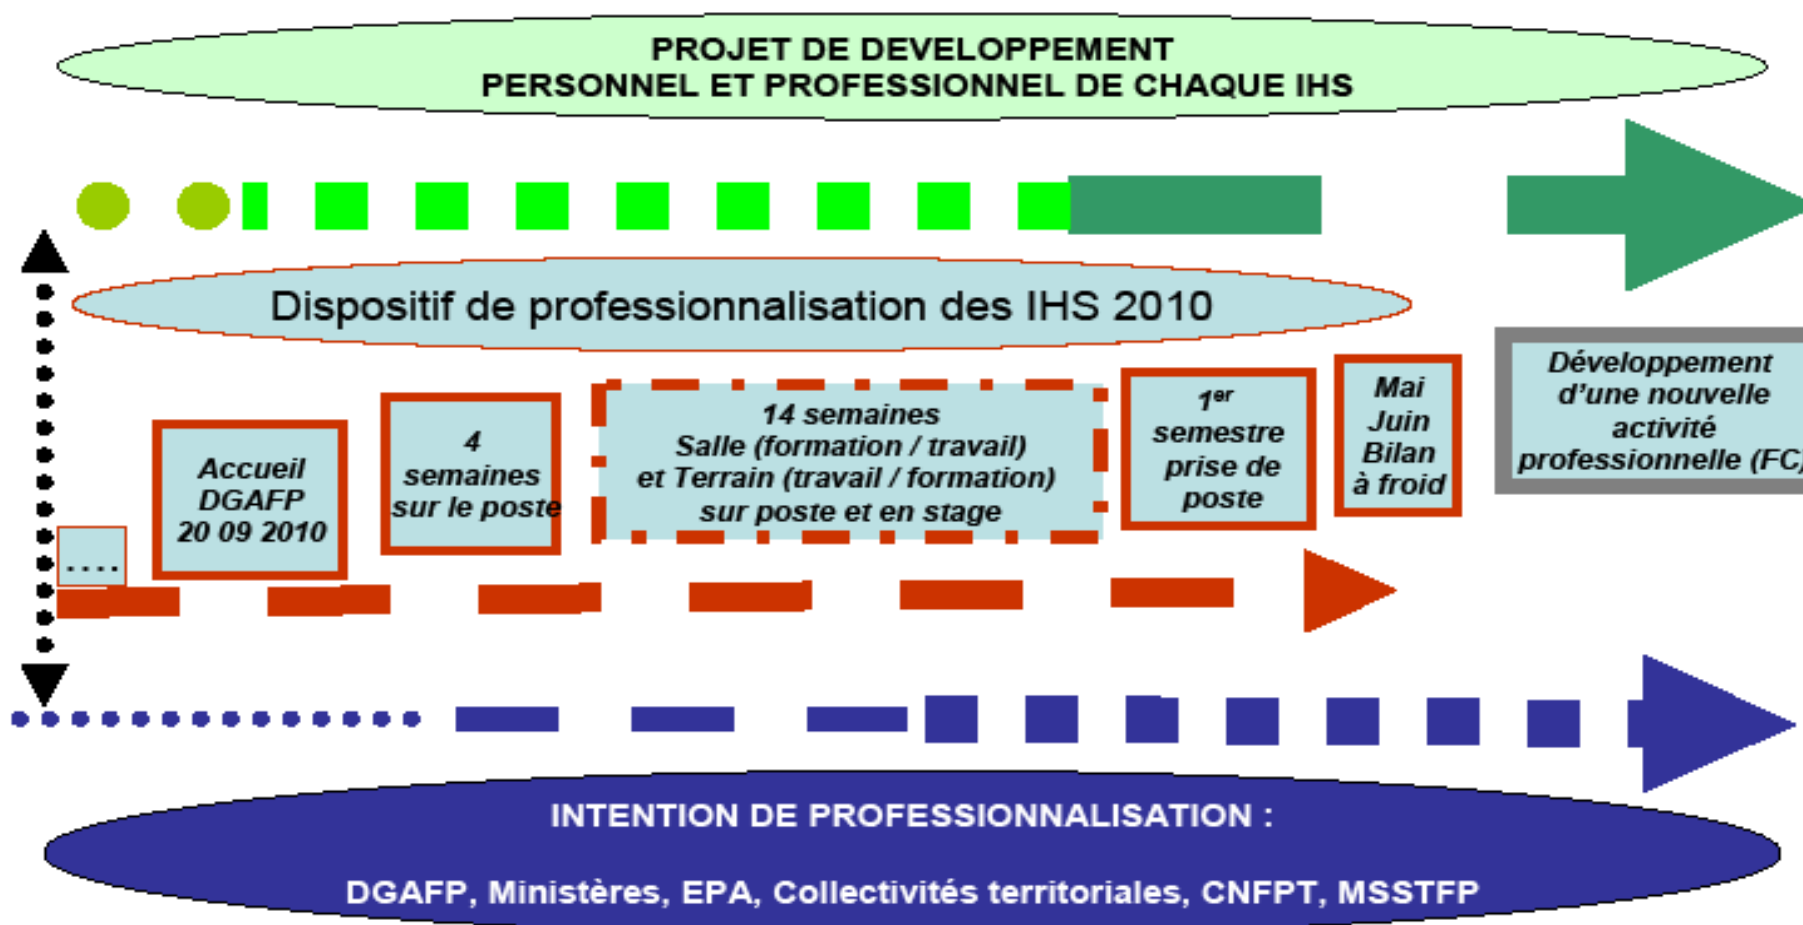 PROJET DE DEVELOPPEMENT
PERSONNEL ET PROFESSIONNEL DE CHAQUE IHS
Dispositif de professionnalisation des IHS 2010
....
Accueil
DGAFP
20 09 2010
4
semaines
sur le poste
14 semaines
Salle (formation / travail)
et Terrain (travail / formation)
sur poste et en stage
1er
semestre
prise de
poste
Mai
Juin
Bilan
à froid
Développement
d'une nouvelle
activité
professionnelle (FC)
INTENTION DE PROFESSIONNALISATION :
DGAFP, Ministères, EPA, Collectivités territoriales, CNFPT, MSSTFP